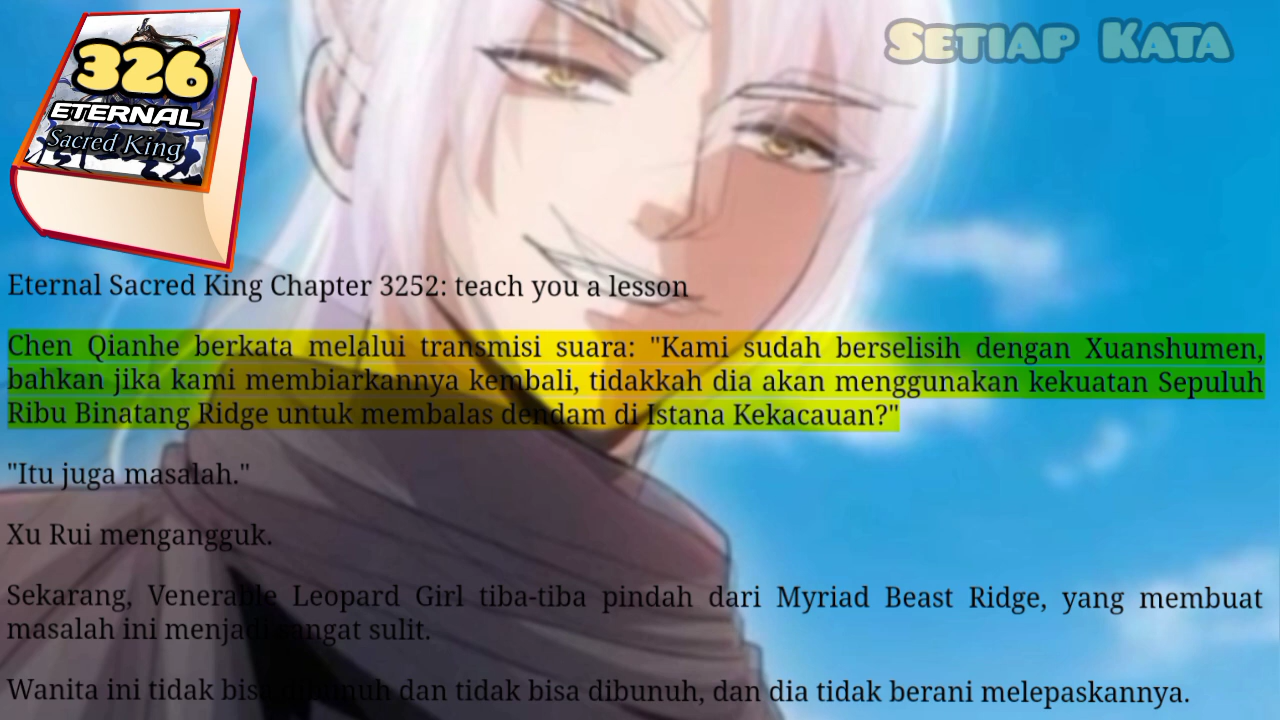 326
ETERNAL
Sacred King
SETIAP KATA
Eternal Sacred King Chapter 3252: teach you a lesson
Chen Qianhe berkata melalui transmisi suara: "Kami sudah berselisih dengan Xuanshumen,
bahkan jika kami membiarkannya kembali, tidakkah dia akan menggunakan kekuatan Sepuluh
Ribu Binatang Ridge untuk membalas dendam di Istana Kekacauan?"
"Itu juga masalah."
Xu Rui mengangguk.
Sekarang, Venerable Leopard Girl tiba-tiba pindah dari Myriad Beast Ridge, yang membuat
masalah ini menjadi sangat sulit.
Wanita ini tidak bisa dibunuh dan tidak bisa dibunuh, dan dia tidak berani melepaskannya.